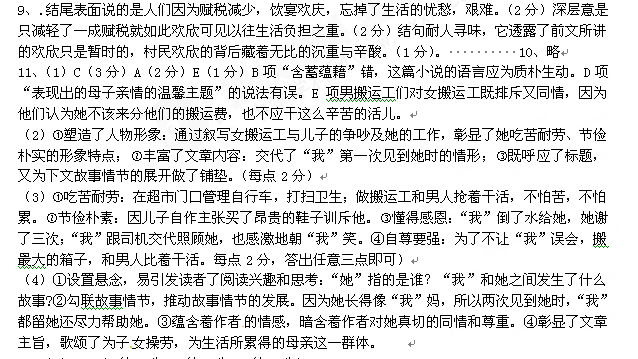 9、.结尾表面说的是人们因为赋税减少，饮宴欢庆，忘掉了生活的忧愁，艰难。（2 分）深层意是
只减轻了一成赋税就如此欢欣可见以往生活负担之重。（2 分）结句耐人寻味，它透露了前文所讲
的欢欣只是暂时的，村民欢欣的背后藏着无比的沉重与辛酸。（1 分）。··········10、略
11、（1）C（3 分）A（2 分）E（1 分）B 项“含蓄蕴藉”错，这篇小说的语言应为质朴生动。D 项
“表现出的母子亲情的温馨主题”的说法有误。E 项男搬运工们对女搬运工既排斥又同情，因为
他们认为她不该来分他们的搬运费，也不应干这么辛苦的活儿。
（2）①塑造了人物形象：通过叙写女搬运工与儿子的争吵及她的工作，彰显了她吃苦耐劳、节俭
朴实的形象特点；②丰富了文章内容：交代了“我”第一次见到她时的情形；③既呼应了标题，
又为下文故事情节的展开做了铺垫。（每点 2 分）
（3）①吃苦耐劳：在超市门口管理自行车，打扫卫生；做搬运工和男人抢着干活，不怕苦，不怕
累。②节俭朴素：因儿子自作主张买了昂贵的鞋子训斥他。③懂得感恩：“我”倒了水给她，她谢
了三次；“我”跟司机交代照顾她，也感激地朝“我”笑。④自尊要强：为了不让“我”误会，搬
最大的箱子，和男人比着干活。每点 2 分，答出任意三点即可）
（4）①设置悬念，易引发读者了阅读兴趣和思考：“她”指的是谁？ “我”和她之间发生了什么
故事?②勾联故事情节，推动故事情节的发展。因为她长得像“我”妈，所以两次见到她时，“我”
都留她还尽力帮助她。③蕴含着作者的情感，暗含着作者对她真切的同情和尊重。④彰显了文章
主旨，歌颂了为子女操劳，为生活所累得的母亲这一群体。